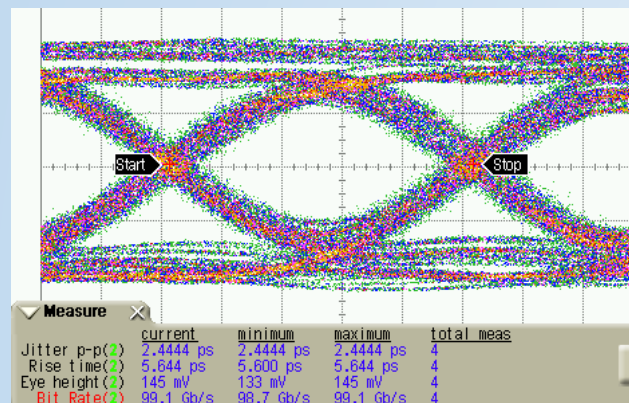 Start Stop
Measure
current minimum maximum total meas
Jitter p-p(2) 2.4444 ps 2.4444 ps 2.4444 ps 4
Rise time(2) 5.644 ps 5.600 ps 5.644 ps 4
Eye height(2) 145 mV 133 mV 145 mV 4
Bit Rate(2) 99.1 Gb/s 98.7 Gb/s 99.1 Gb/s 4